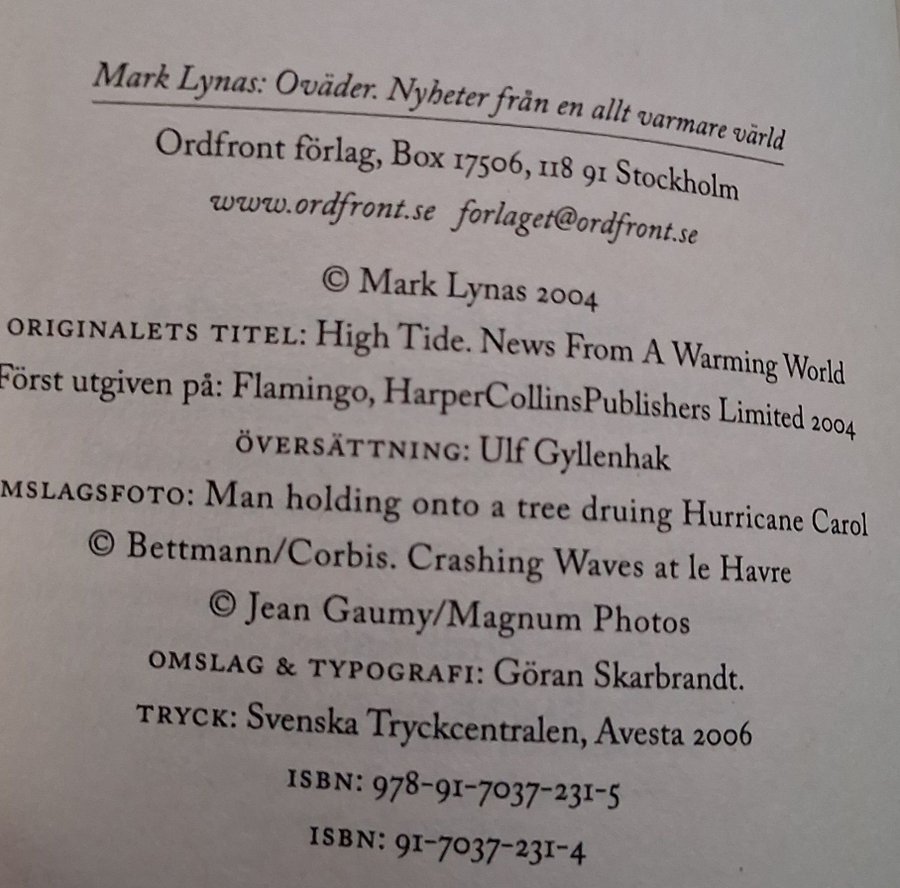 Mark Lynas: Oväder. Nyheter från en allt varmare värld
Ordfront förlag, Box 17506, 118 91 Stockholm
www.ordfront.se forlaget@ordfront.se
© Mark Lynas 2004
ORIGINALETS TITEL: High Tide. News From A Warming World
Först utgiven på: Flamingo, HarperCollinsPublishers Limited 2004
ÖVERSÄTTNING: Ulf Gyllenhak
MSLAGSFOTO: Man holding onto a tree druing Hurricane Carol
© Bettmann/Corbis. Crashing Waves at le Havre
© Jean Gaumy/Magnum Photos
OMSLAG & TYPOGRAFI: Göran Skarbrandt.
TRYCK: Svenska Tryckcentralen, Avesta 2006
ISBN: 978-91-7037-231-5
ISBN: 91-7037-231-4